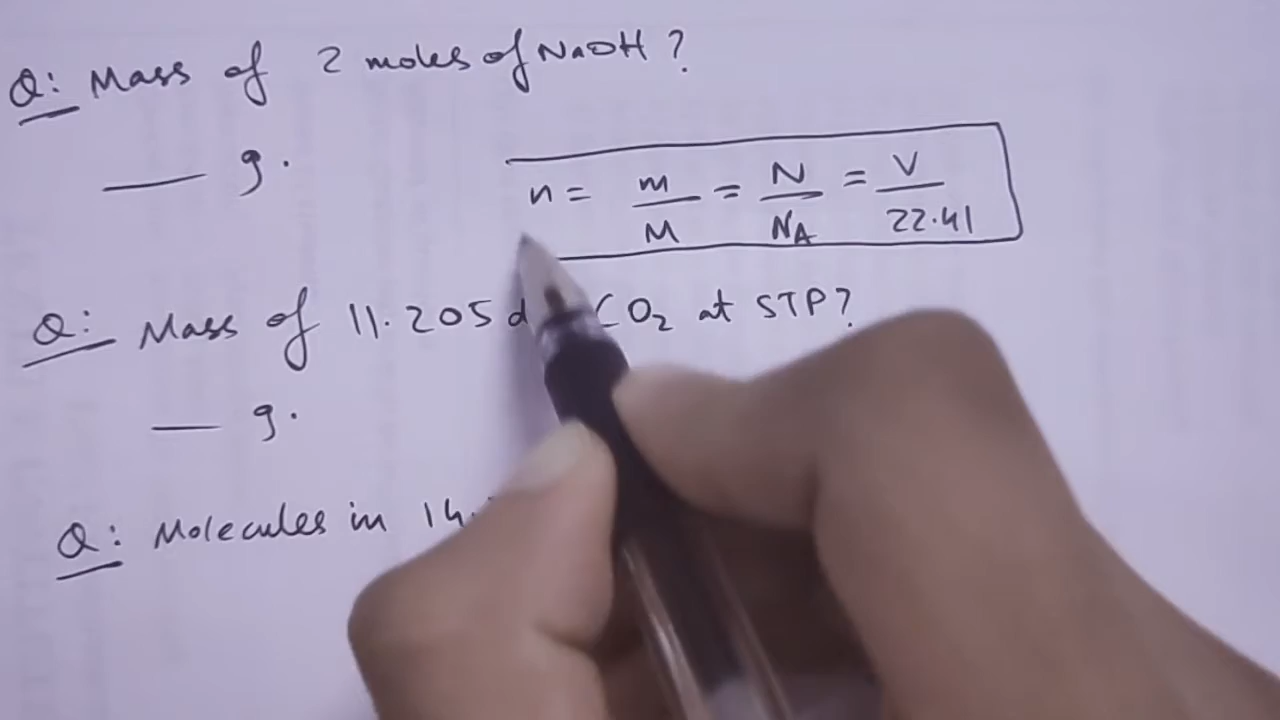 Q: Mass of 2 moles of NaOH?
___ g.
n = m/M = N/NA = V/22.41
Q: Mass of 11.205 CO2 at STP?
___ g.
Q: Molecules in 14.